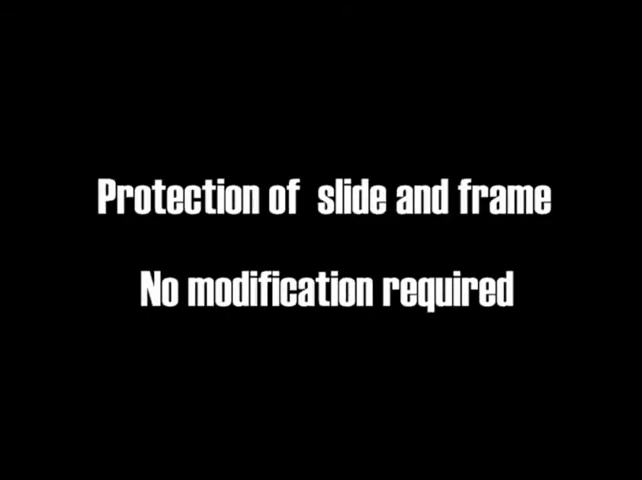 Protection of slide and frame
No modification required